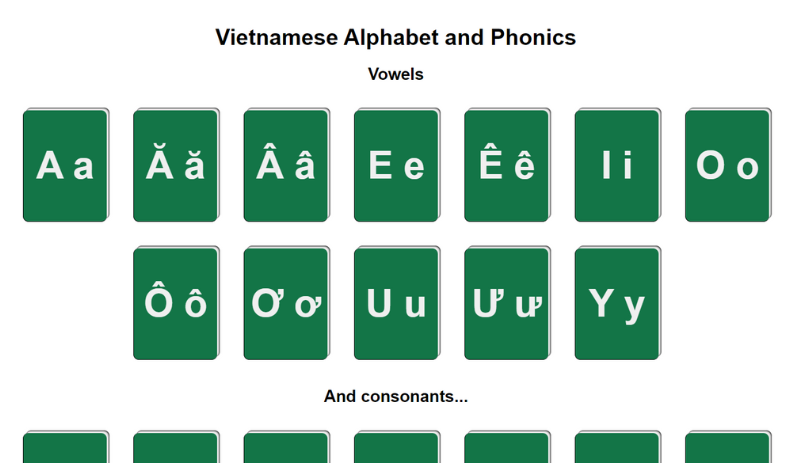 Vietnamese Alphabet and Phonics
Vowels
A a Ă ă Â â E e Ê ê I i O o
Ô ô Ơ ơ U u Ư ư Y y
And consonants...